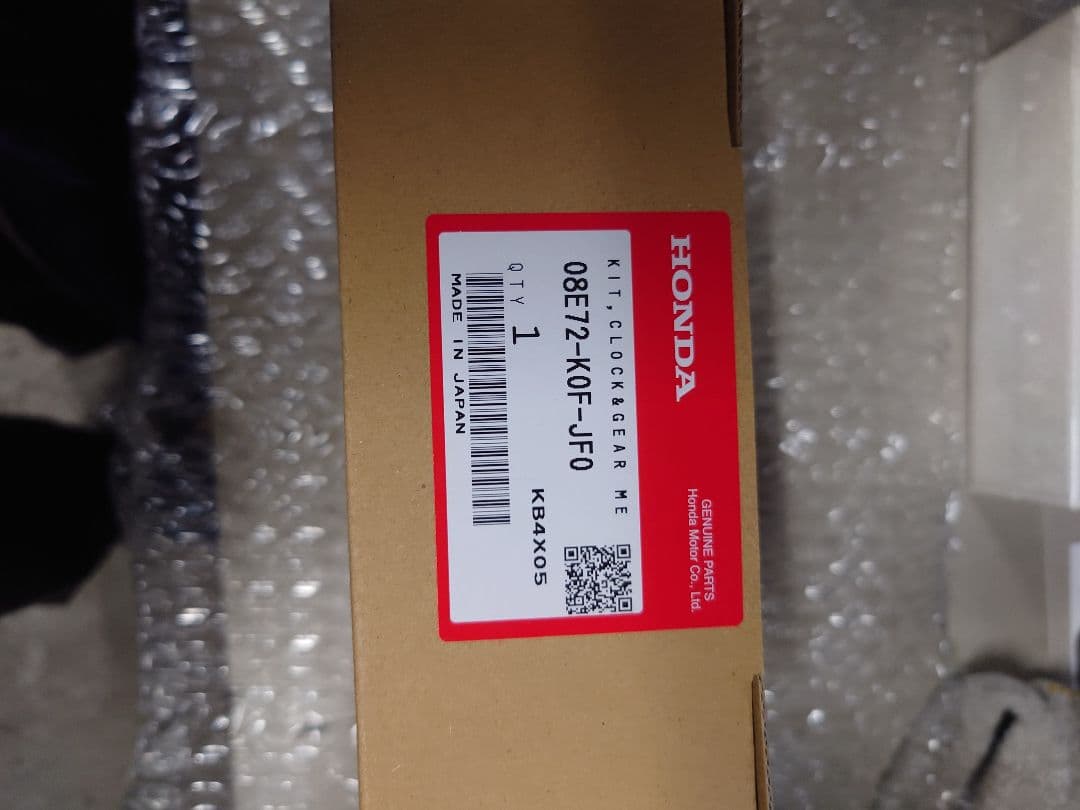 HONDA
GENUINE PARTS
Honda Motor Co., Ltd.
KIT,CLOCK&GEAR ME
08E72-K0F-JF0
QTY 1
KB4X05
MADE IN JAPAN